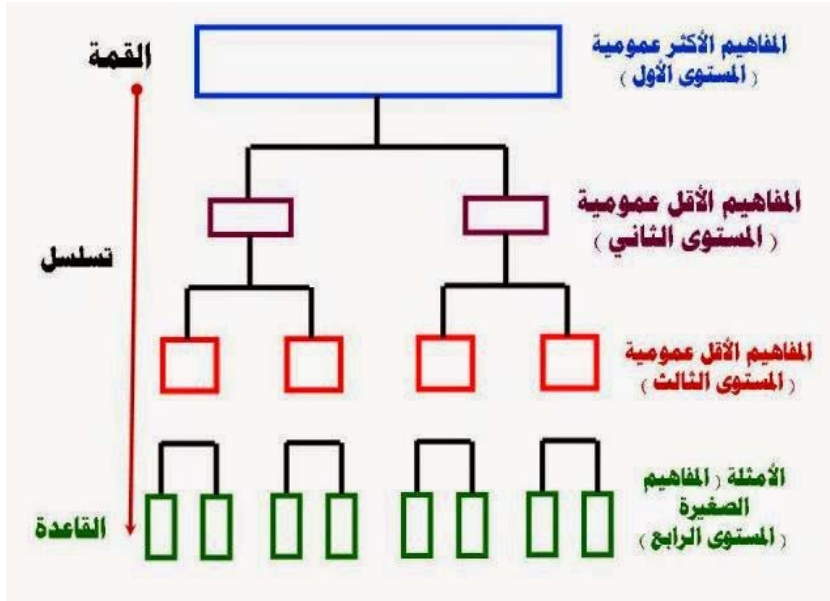 القمة
المفاهيم الأكثر عمومية
( المستوى الأول )
المفاهيم الأقل عمومية
( المستوى الثاني )
تسلسل
المفاهيم الأقل عمومية
( المستوى الثالث )
الأمثلة ( المفاهيم
الصغيرة
( المستوى الرابع )
القاعدة